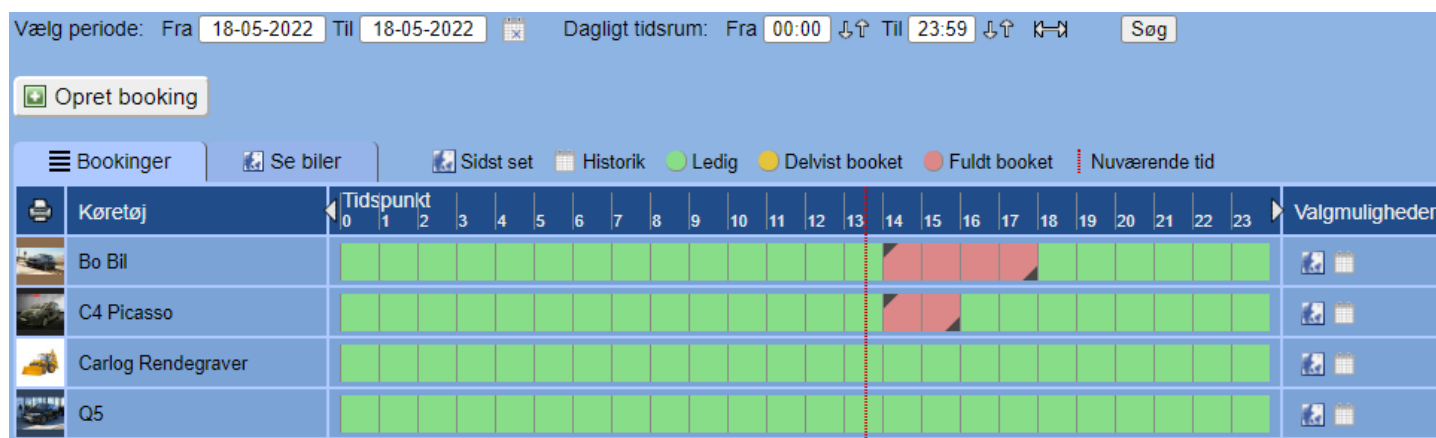 Vælg periode: Fra 18-05-2022 Til 18-05-2022 Dagligt tidsrum: Fra 00:00 Til 23:59 Søg
Opret booking
Bookinger Se biler Sidst set Historik Ledig Delvist booket Fuldt booket Nuværende tid
Køretøj Tidspunkt Valgmuligheder
0 1 2 3 4 5 6 7 8 9 10 11 12 13 14 15 16 17 18 19 20 21 22 23
Bo Bil
C4 Picasso
Carlog Rendegraver
Q5